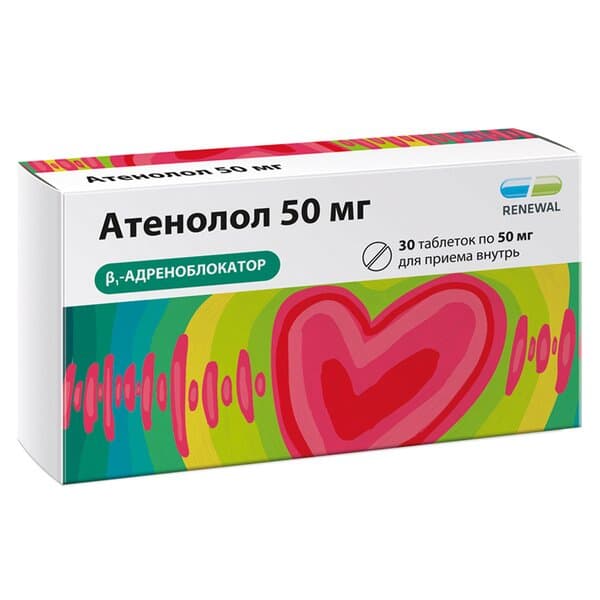 Атенолол 50 мг
Атенолол 50 мг
RENEWAL
β₁-АДРЕНОБЛОКАТОР
30 таблеток по 50 мг
для приема внутрь